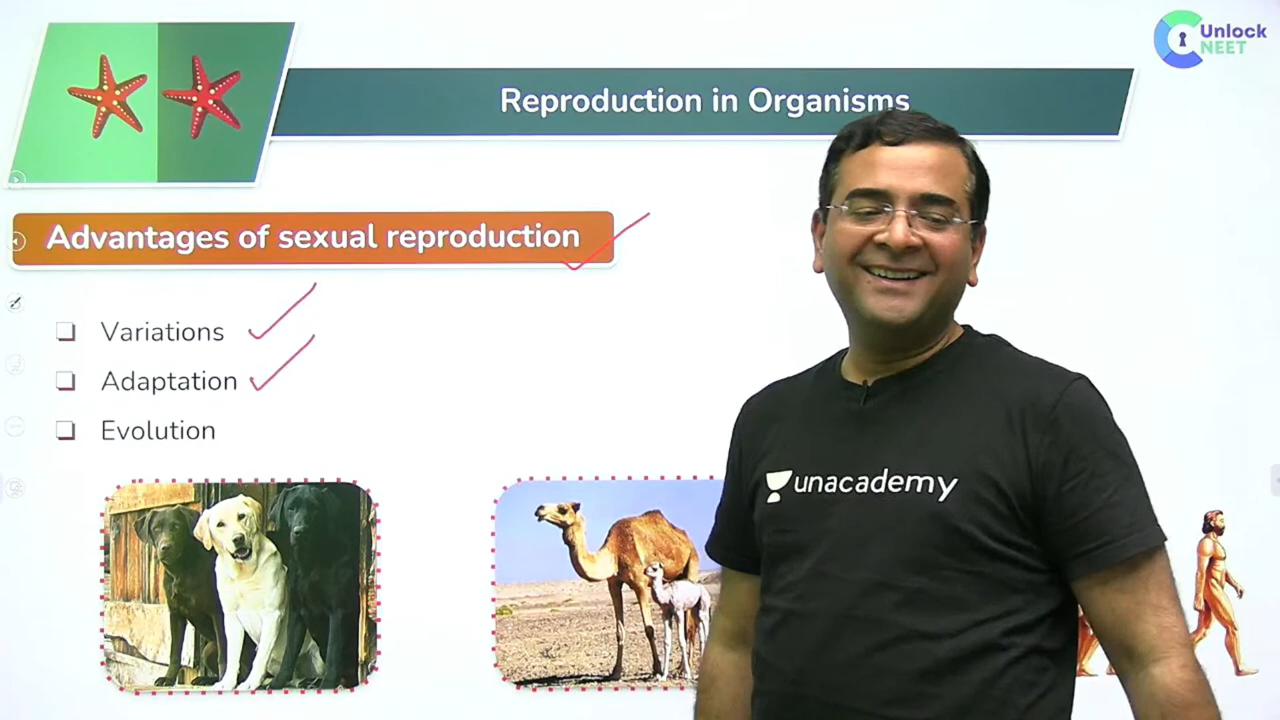 Unlock
NEET
Reproduction in Organisms
Advantages of sexual reproduction
Variations
Adaptation
Evolution
unacademy